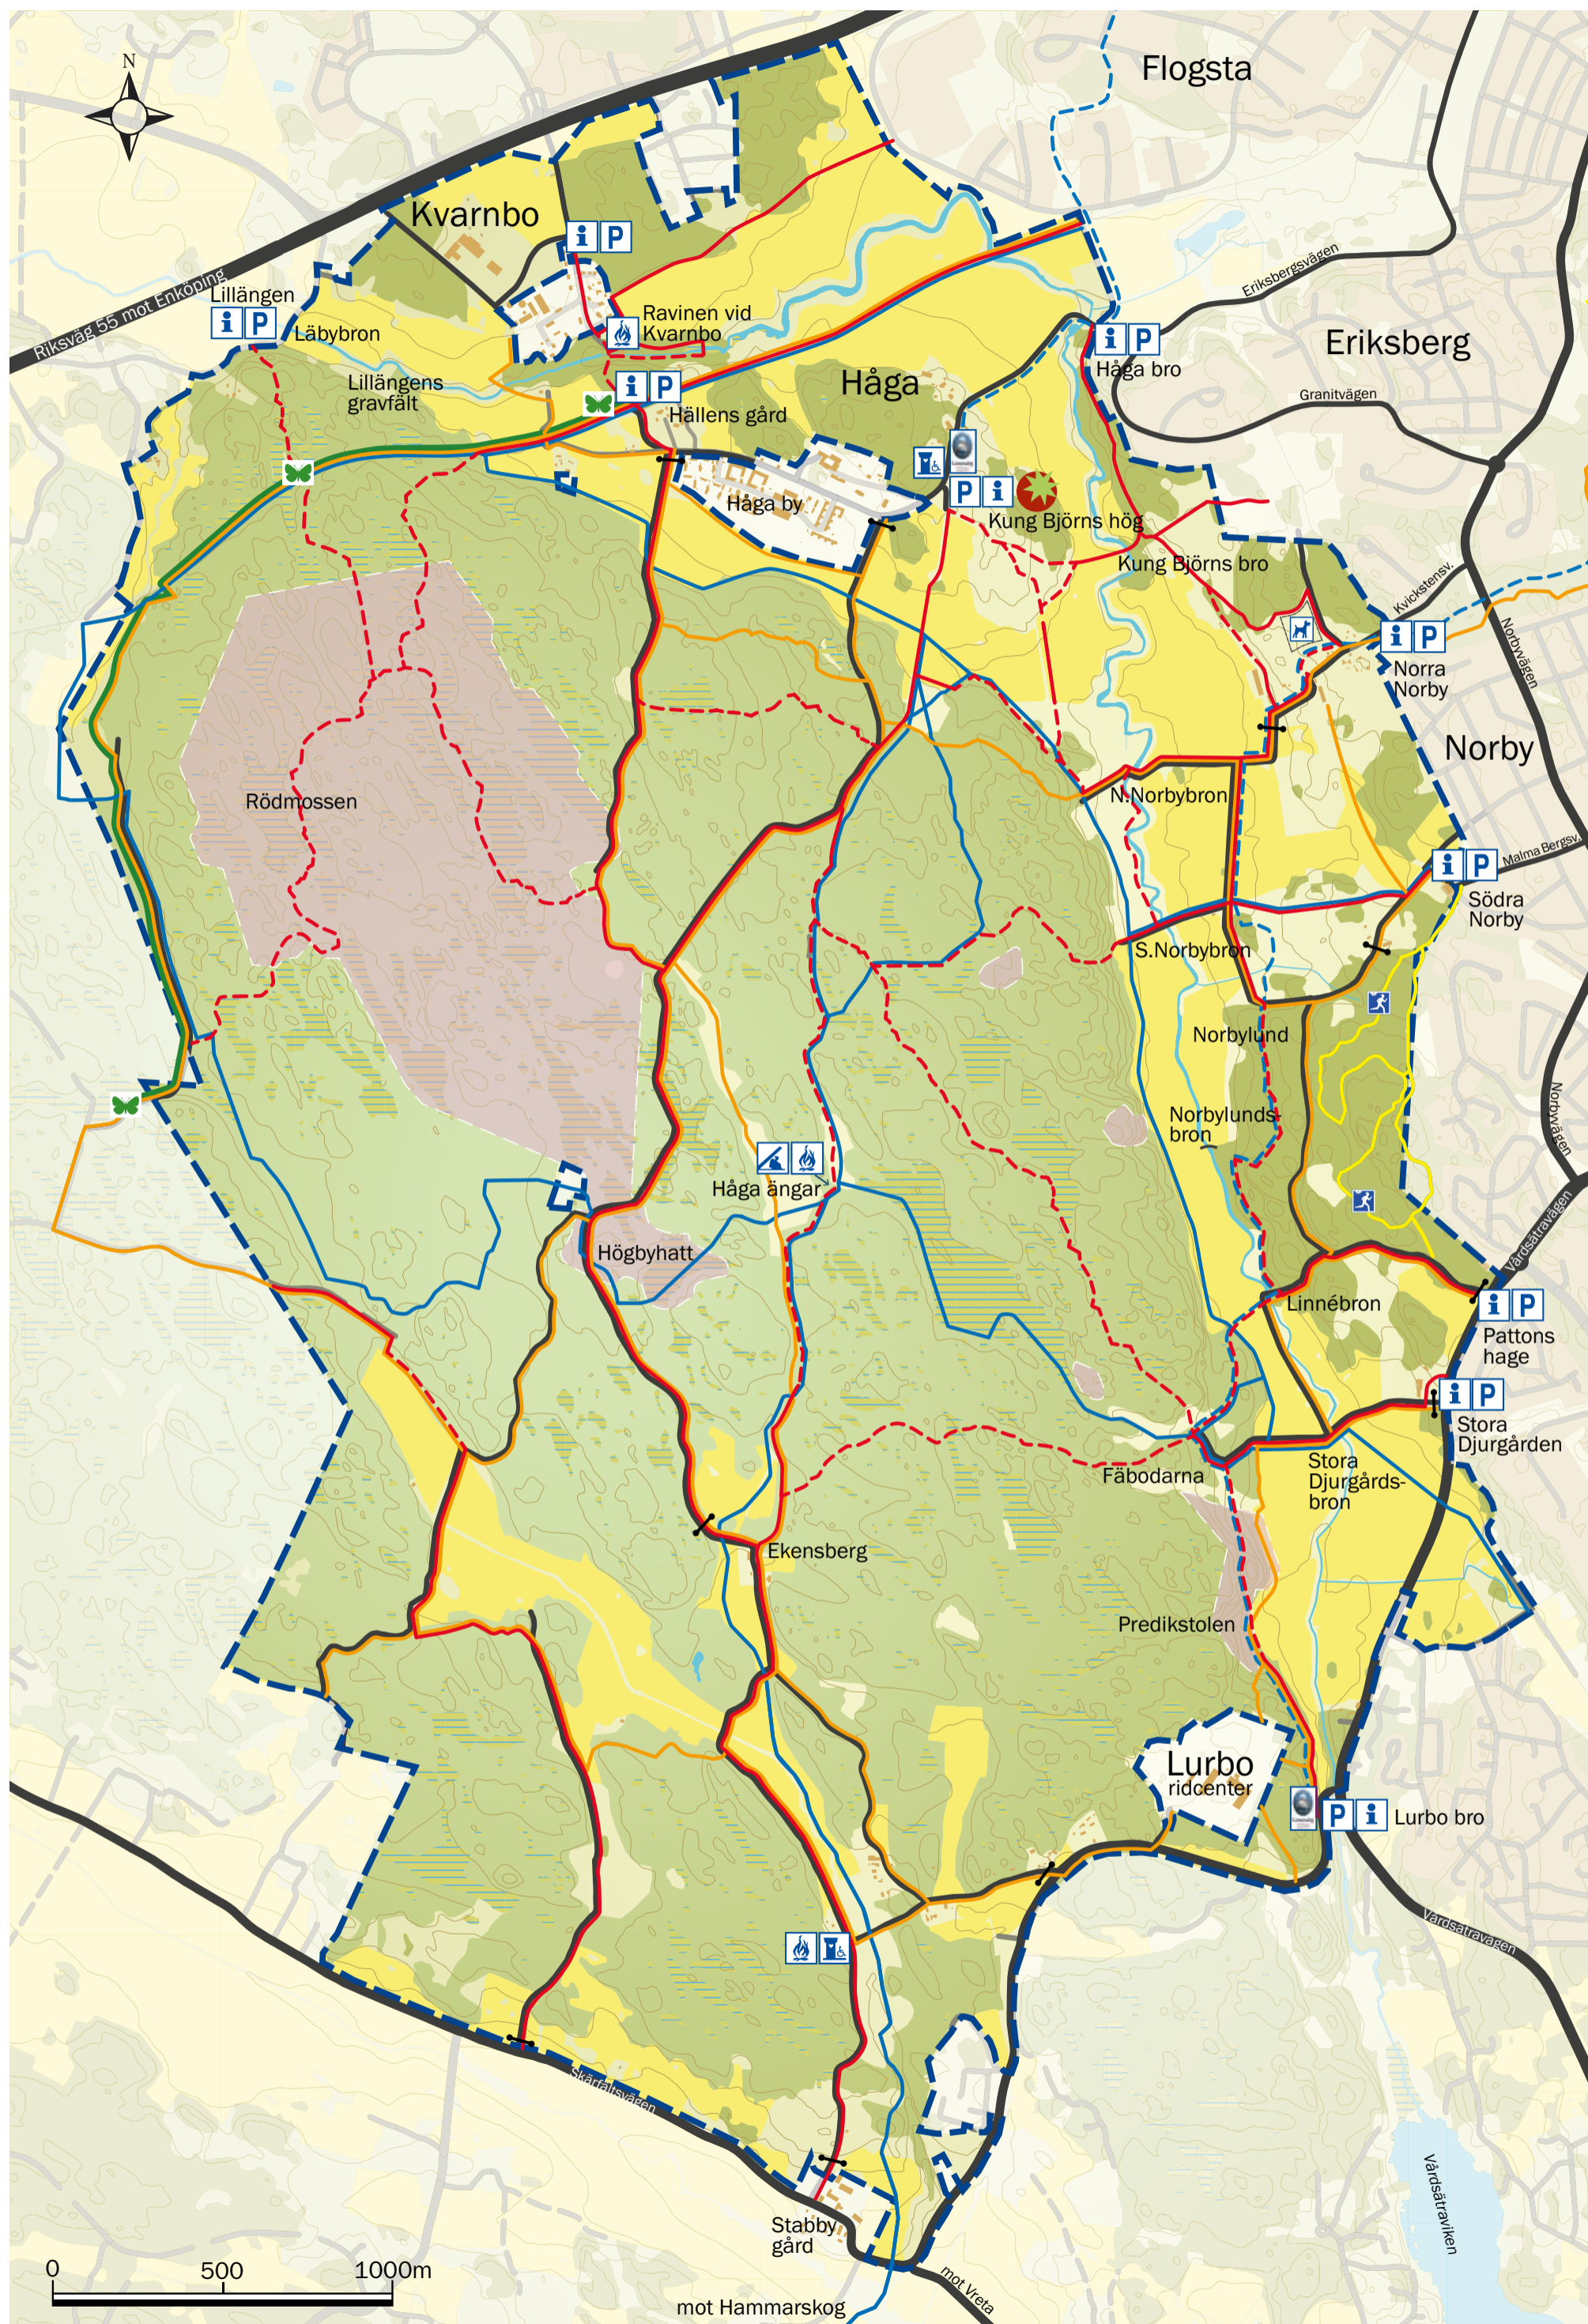 N
Flogsta
Kvarnbo
i P
Riksväg 55 mot Enköping
Lillängen
i P
Läbybron
Ravinen vid
Kvarnbo
Eriksbergsvägen
Eriksberg
i P
Håga bro
Lillängens
gravfält
i P
Håga
Granitvägen
Hällens gård
Håga by
P i
Kung Björns hög
Kung Björns bro
Kvickstensv.
Norbyvägen
i P
Norra
Norby
Norby
Rödmossen
N.Norbybron
Malma Bergsv.
i P
Södra
Norby
S.Norbybron
Norbylund
Norbylunds-
bron
Norbyvägen
Håga ängar
Högbyhatt
Vårdsätravägen
Linnébron
i P
Pattons
hage
i P
Stora
Djurgården
Fäbodarna
Stora
Djurgårds-
bron
Ekensberg
Predikstolen
Lurbo
ridcenter
P i
Lurbo bro
Vårdsätravägen
Skärfältsvägen
Vårdsätraviken
Stabby
gård
0 500 1000m
mot Vreta
mot Hammarskog